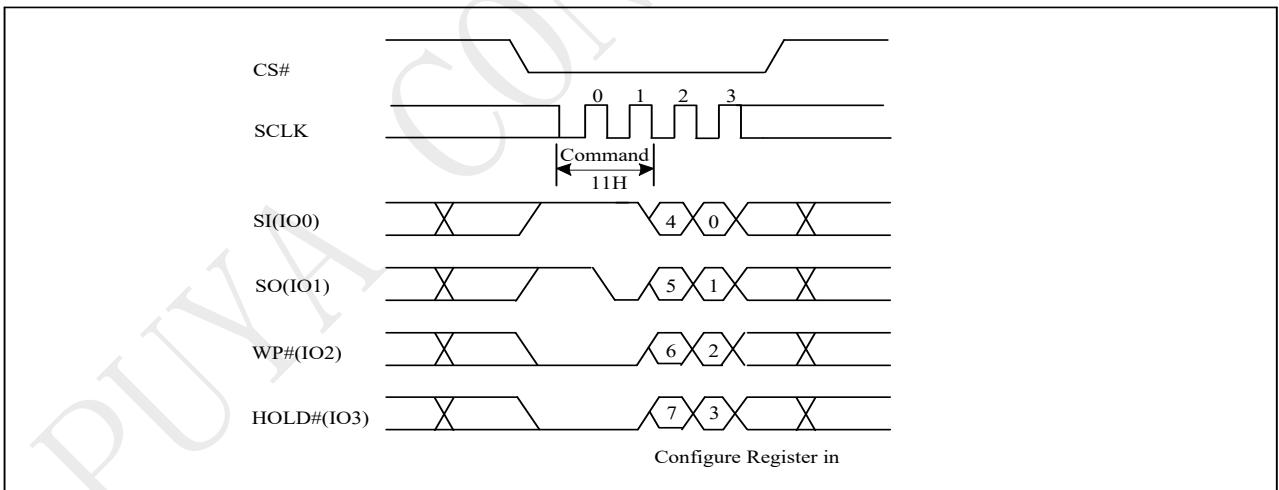 CS#
0 1 2 3
SCLK
Command
11H
SI(IO0) 4 0
SO(IO1) 5 1
WP#(IO2) 6 2
HOLD#(IO3) 7 3
Configure Register in
PUYA CON